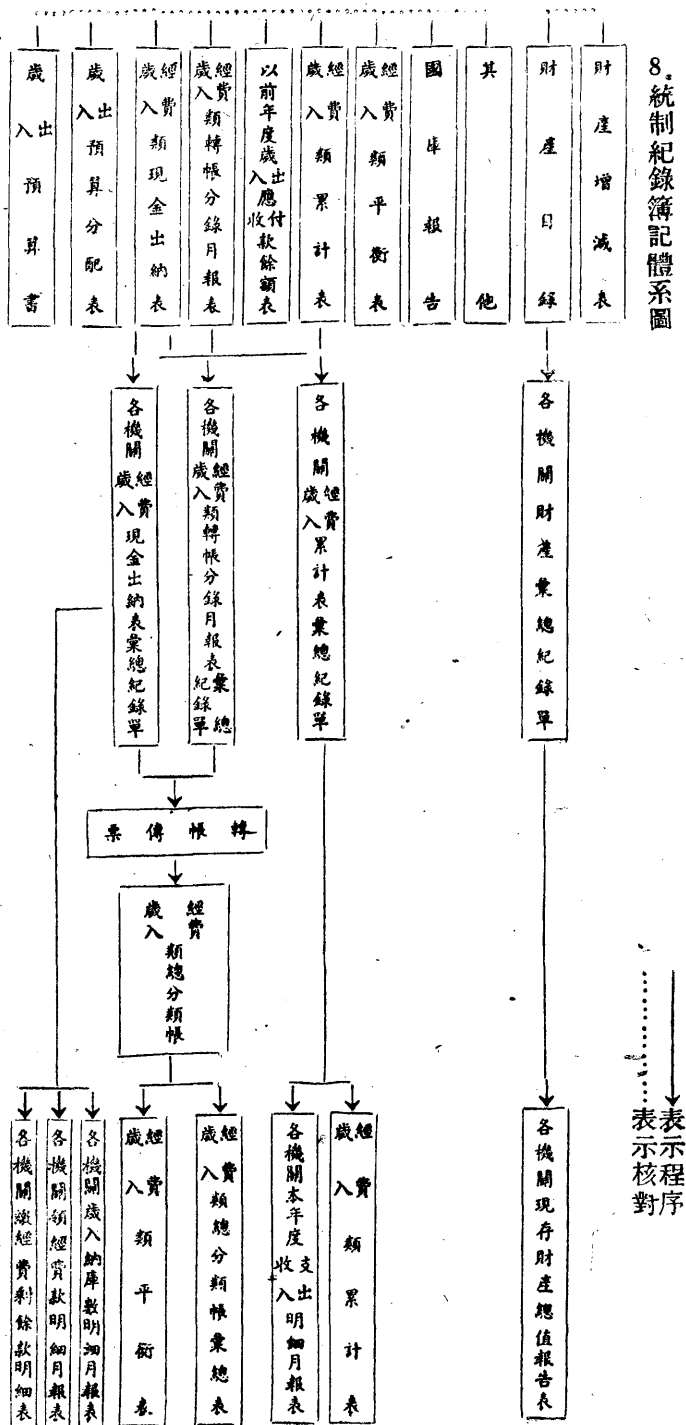 8.統制紀錄簿記體系圖
表示程序
表示核對
財產增減表
財產目錄
其他
國庫報告
經費歲入類平衡表
經費歲入類累計表
以前年度歲出入應付收款餘額表
經費歲入類轉帳分錄月報表
經費歲入類現金出納表
歲出入預算分配表
歲出入預算書
各機關財產彙總紀錄單
各機關經費歲入累計表彙總紀錄單
各機關經費歲入類轉帳分錄月報表彙總紀錄單
各機關經費歲入現金出納表彙總紀錄單
轉帳傳票
經費歲入類總分類帳
各機關現存財產總值報告表
經費歲入類累計表
各機關本年度支出收入明細月報表
經費歲入類總分類帳彙總表
經費歲入類平衡表
各機關歲入納庫數明細月報表
各機關領經費款明細月報表
各機關繳經費剩餘款明細表